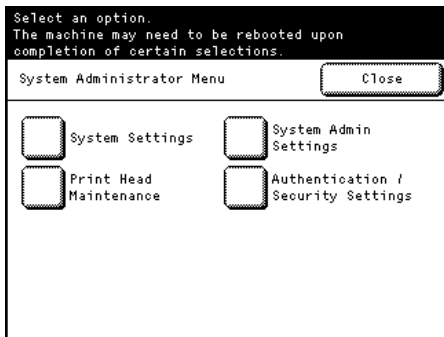 Select an option.
The machine may need to be rebooted upon
completion of certain selections.
System Administrator Menu
Close
System Settings
System Admin
Settings
Print Head
Maintenance
Authentication /
Security Settings